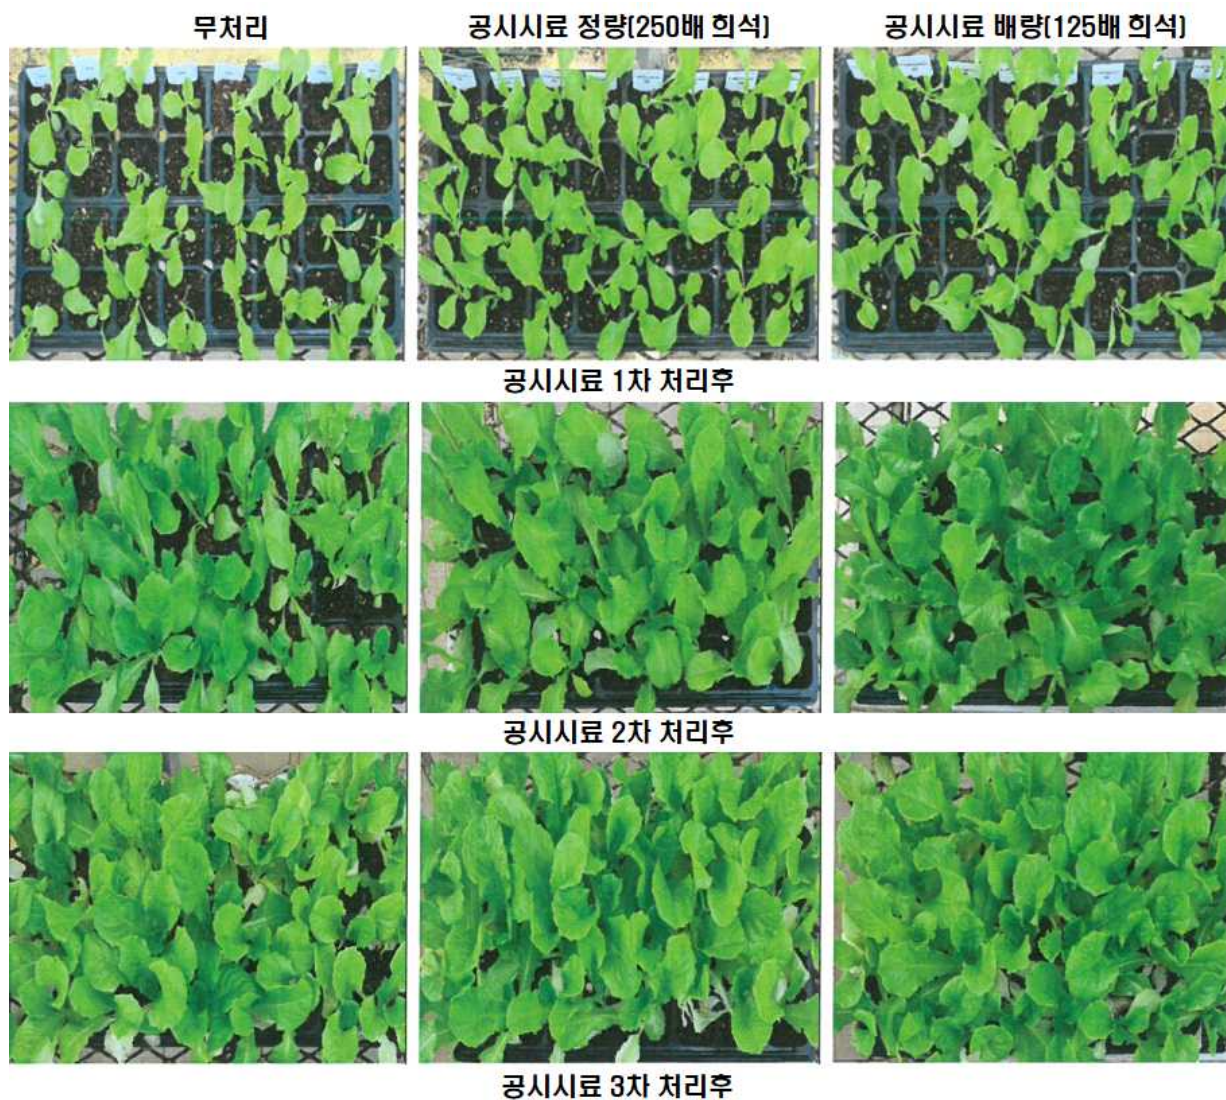 무처리
공시시료 정량(250배 희석)
공시시료 배량(125배 희석)
공시시료 1차 처리후
공시시료 2차 처리후
공시시료 3차 처리후